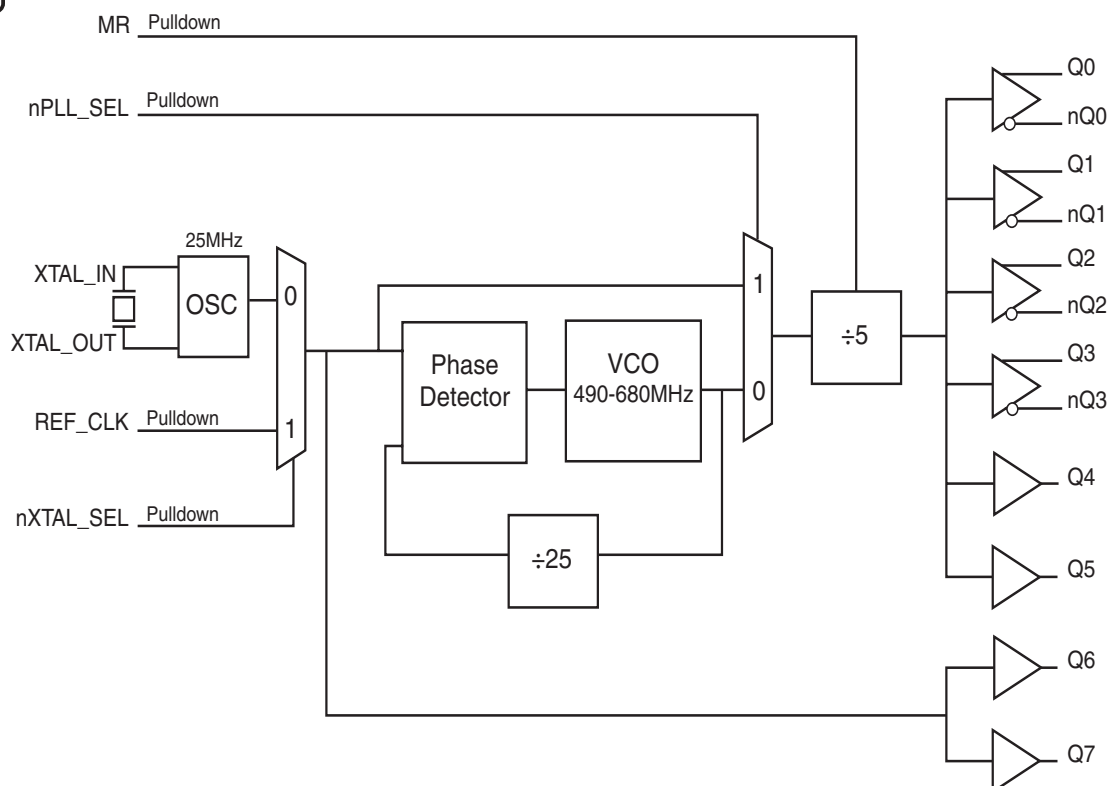 MR Pulldown
nPLL_SEL Pulldown
25MHz
XTAL_IN
OSC
XTAL_OUT
0
1
REF_CLK Pulldown
nXTAL_SEL Pulldown
Phase
Detector
VCO
490-680MHz
÷25
1
0
÷5
Q0
nQ0
Q1
nQ1
Q2
nQ2
Q3
nQ3
Q4
Q5
Q6
Q7